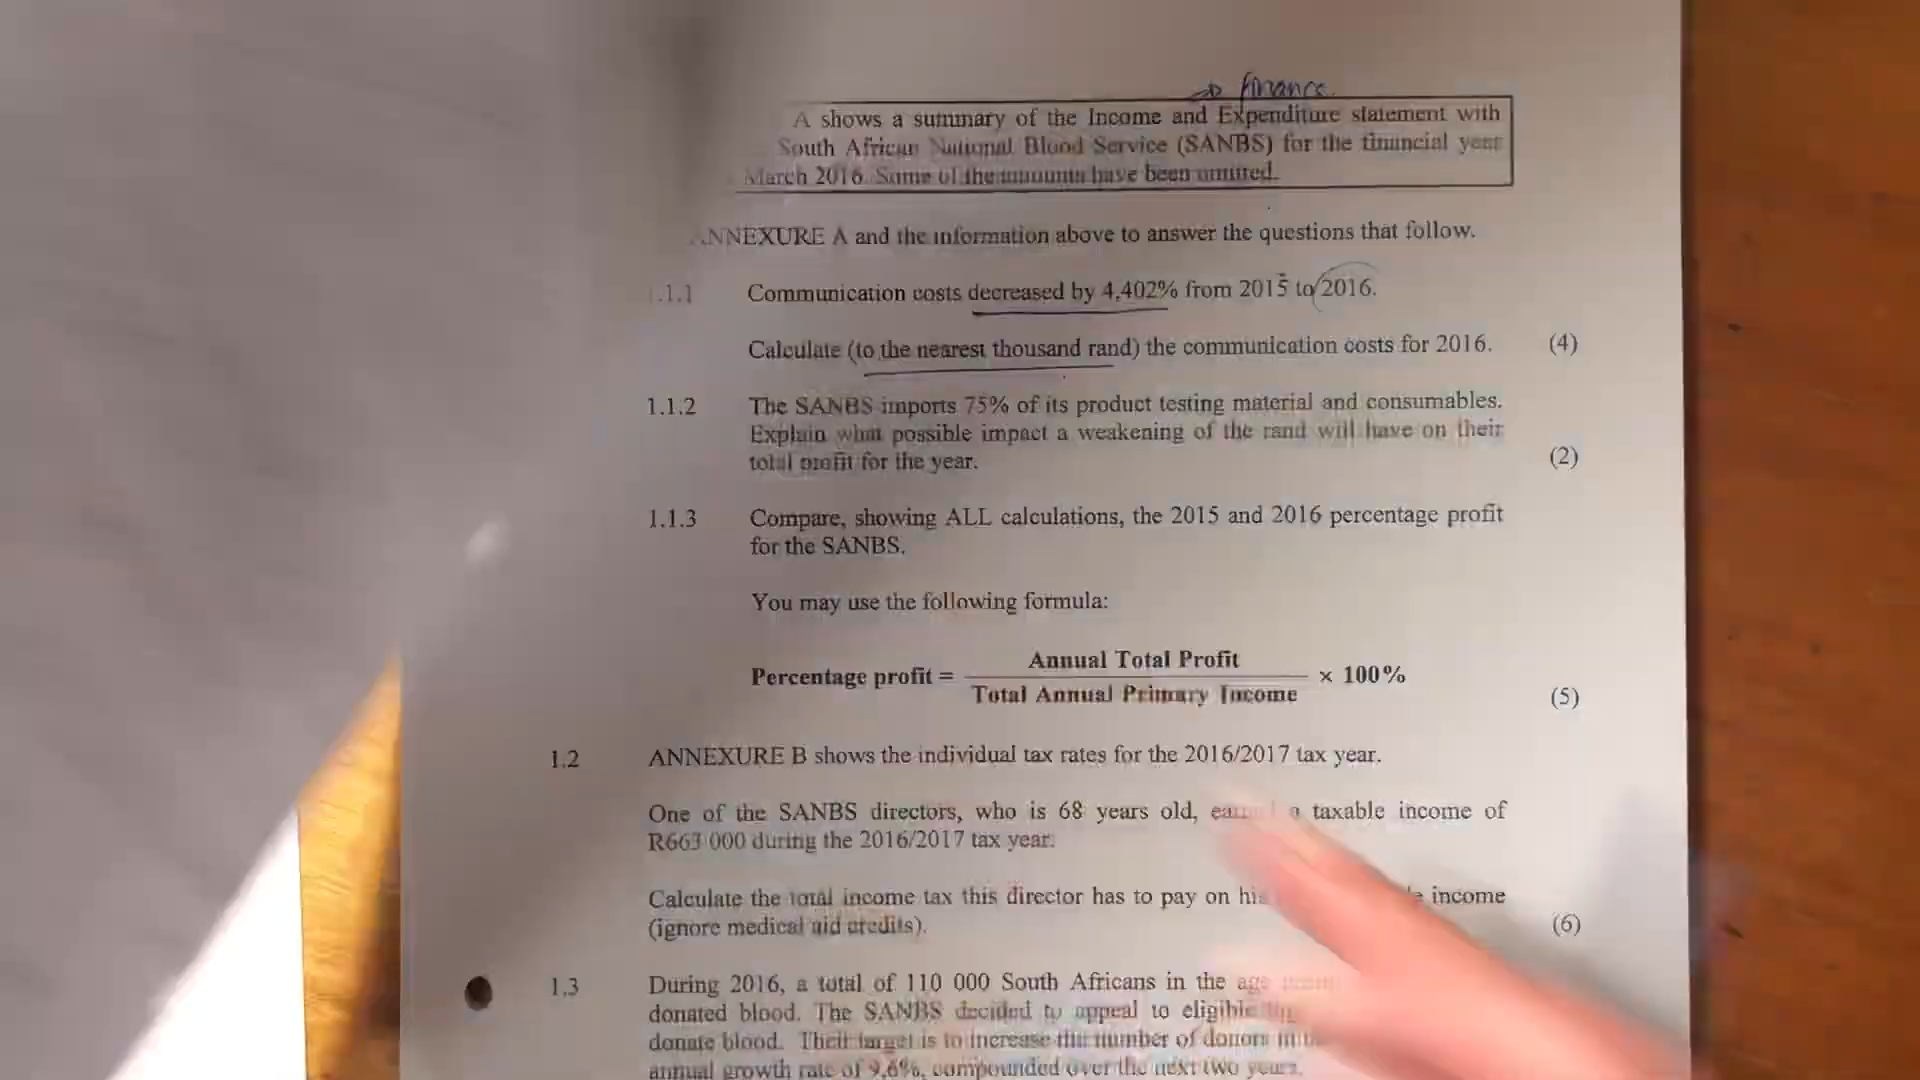 finance
A shows a summary of the Income and Expenditure statement with
South African National Blood Service (SANBS) for the financial year
March 2016. Some of the amounts have been omitted.
ANNEXURE A and the information above to answer the questions that follow.
1.1.1 Communication costs decreased by 4,402% from 2015 to 2016.
Calculate (to the nearest thousand rand) the communication costs for 2016. (4)
1.1.2 The SANBS imports 75% of its product testing material and consumables.
Explain what possible impact a weakening of the rand will have on their
total profit for the year. (2)
1.1.3 Compare, showing ALL calculations, the 2015 and 2016 percentage profit
for the SANBS.
You may use the following formula:
Percentage profit = Annual Total Profit / Total Annual Primary Income × 100% (5)
1.2 ANNEXURE B shows the individual tax rates for the 2016/2017 tax year.
One of the SANBS directors, who is 68 years old, a taxable income of
R663 000 during the 2016/2017 tax year.
Calculate the total income tax this director has to pay on his income
(ignore medical aid credits). (6)
1.3 During 2016, a total of 110 000 South Africans in the age
donated blood. The SANBS decided to appeal to eligible
donate blood. Their target is to increase the number of donors
annual growth rate of 9,6%, compounded over the next two years.